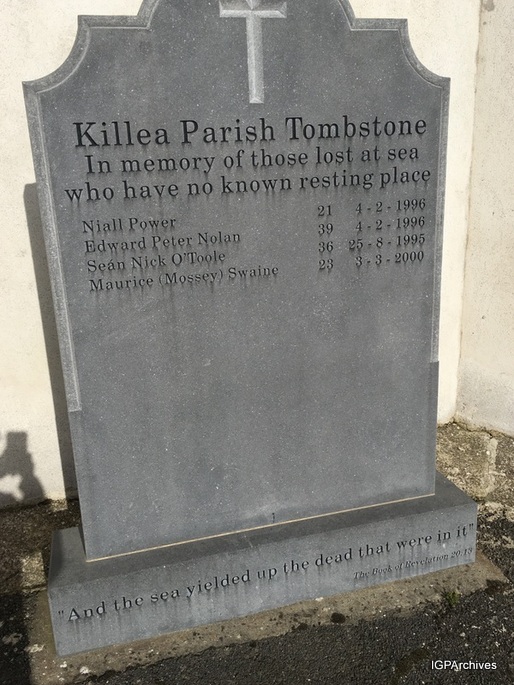 Killea Parish Tombstone
In memory of those lost at sea
who have no known resting place
Niall Power 21 4 - 2 - 1996
Edward Peter Nolan 39 4 - 2 - 1996
Seán Nick O'Toole 36 25 - 8 - 1995
Maurice (Mossey) Swaine 23 3 - 3 - 2000
"And the sea yielded up the dead that were in it"
The Book of Revelation 20:13
IGPArchives